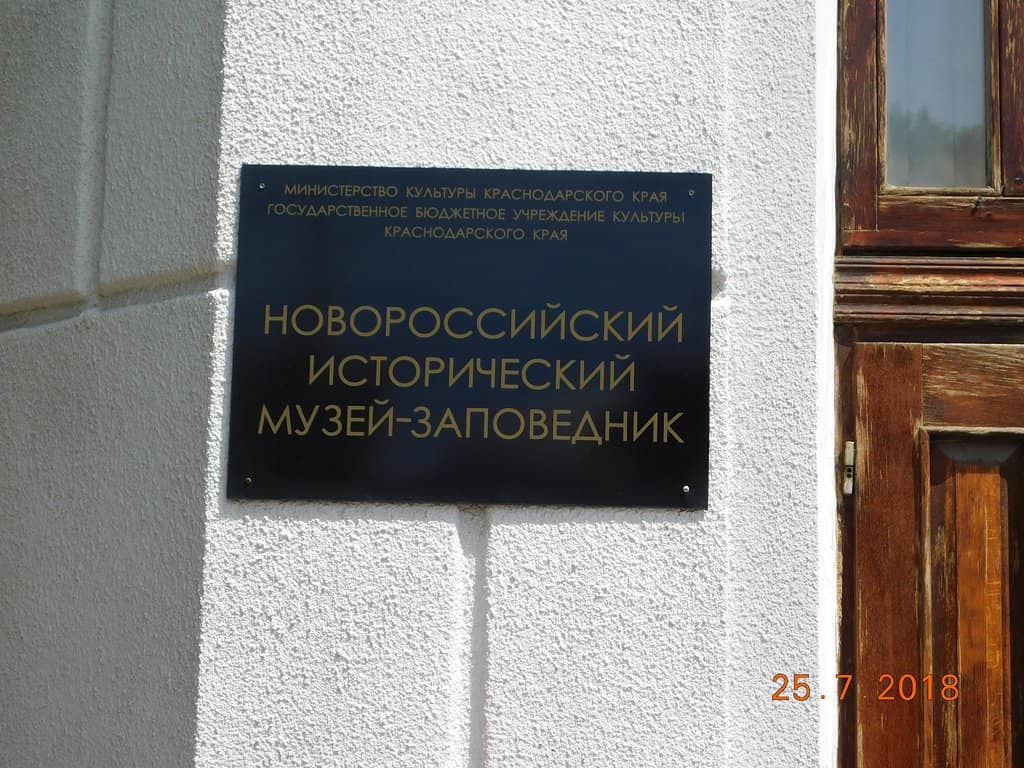 МИНИСТЕРСТВО КУЛЬТУРЫ КРАСНОДАРСКОГО КРАЯ
ГОСУДАРСТВЕННОЕ БЮДЖЕТНОЕ УЧРЕЖДЕНИЕ КУЛЬТУРЫ
КРАСНОДАРСКОГО КРАЯ
НОВОРОССИЙСКИЙ
ИСТОРИЧЕСКИЙ
МУЗЕЙ-ЗАПОВЕДНИК
25.7.2018